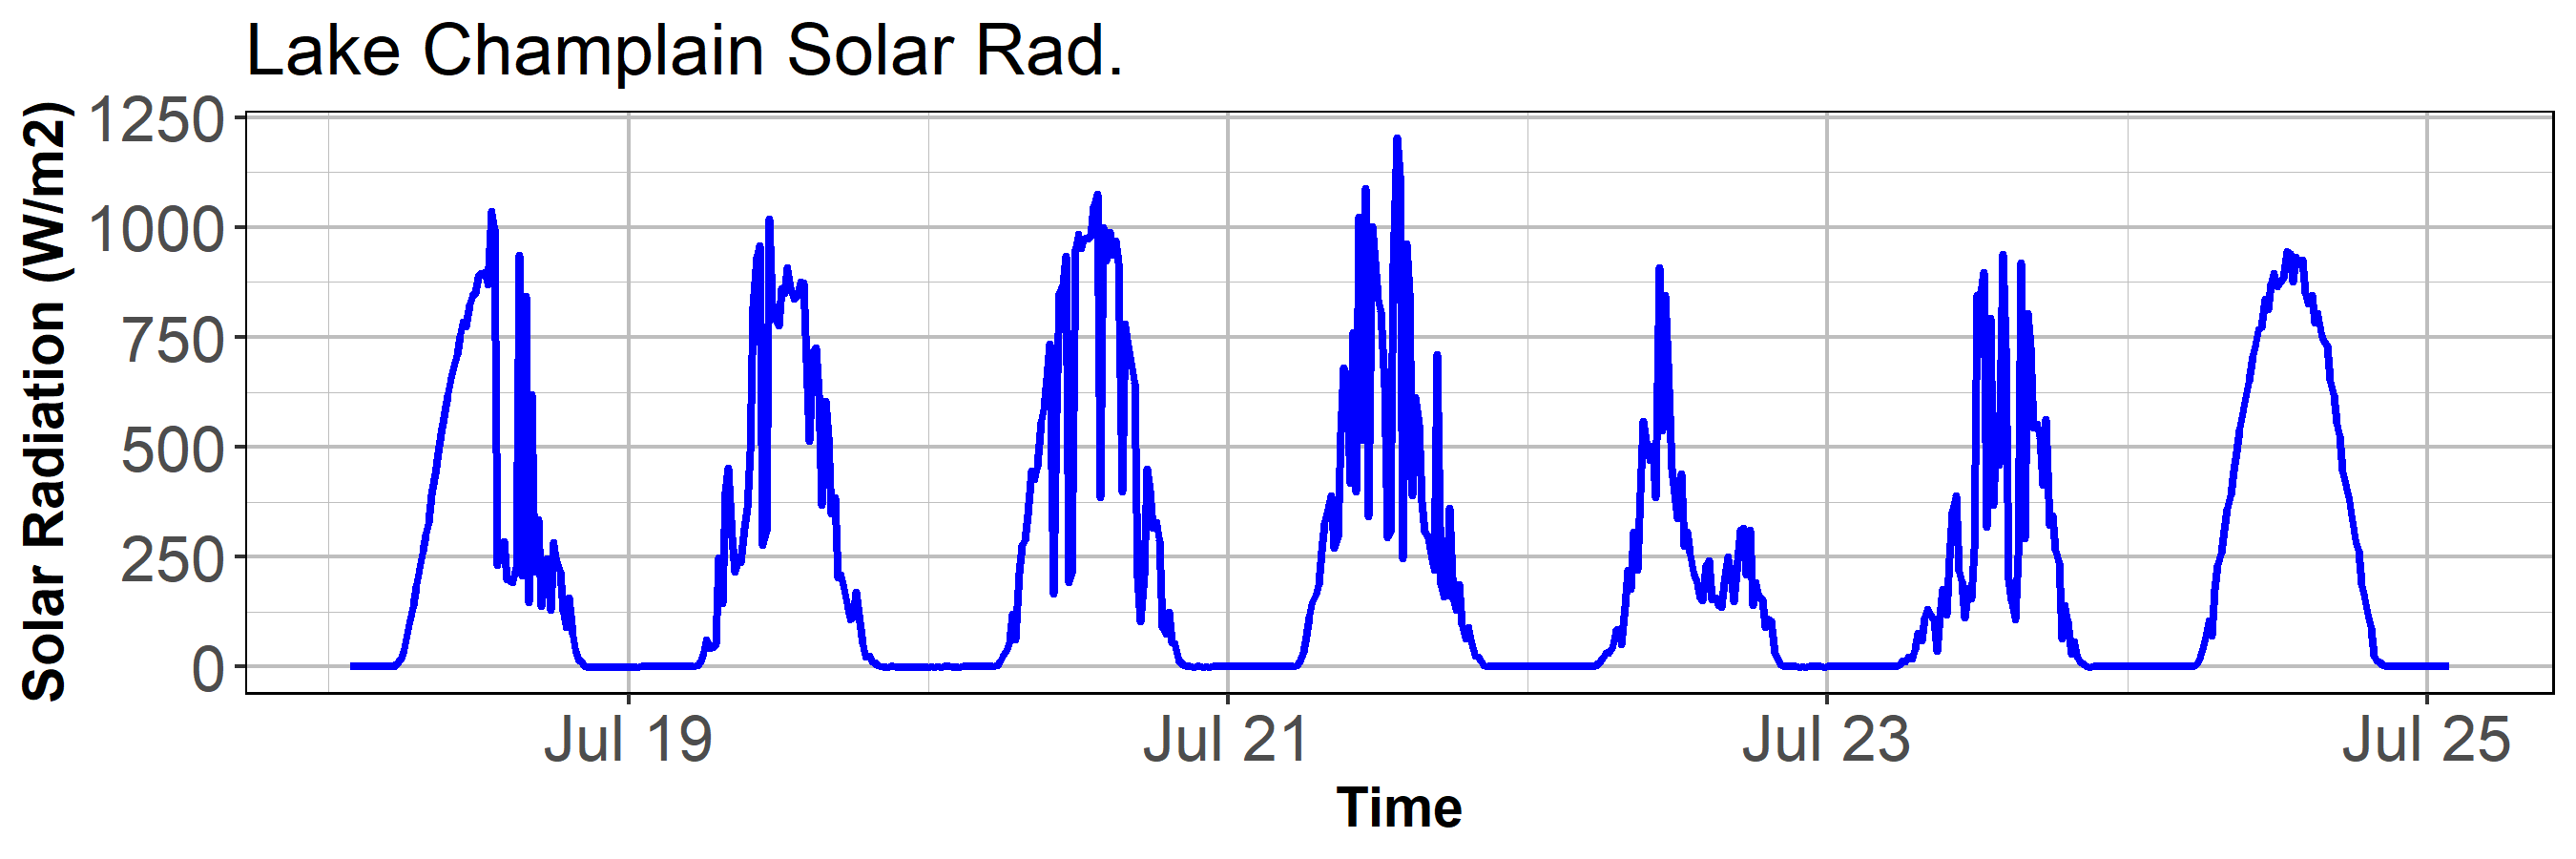 Lake Champlain Solar Rad.
Solar Radiation (W/m2)
1250
1000
750
500
250
0
Jul 19 Jul 21 Jul 23 Jul 25
Time